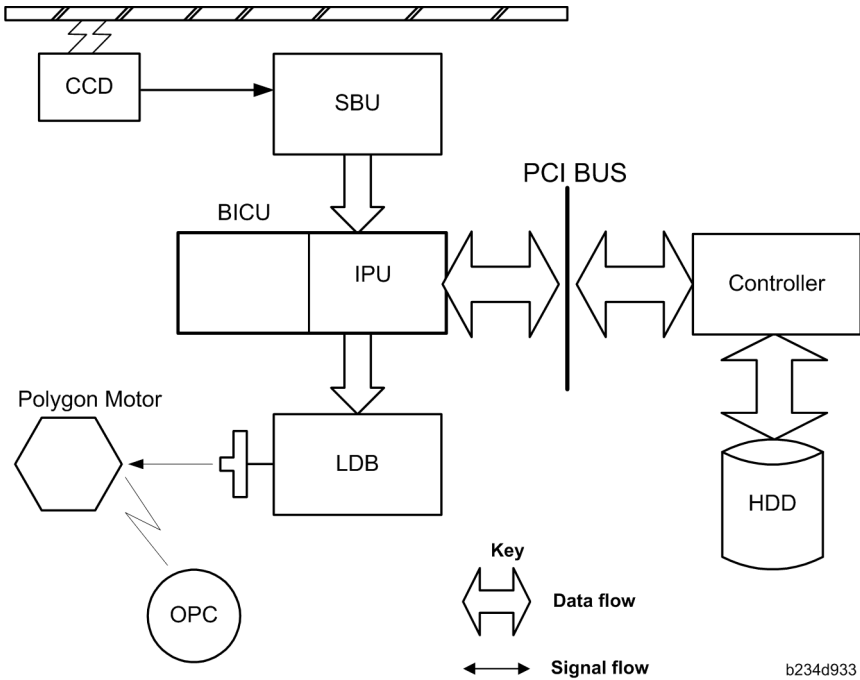 CCD
SBU
PCI BUS
BICU
IPU
Controller
Polygon Motor
LDB
HDD
Key
Data flow
OPC
Signal flow
b234d933